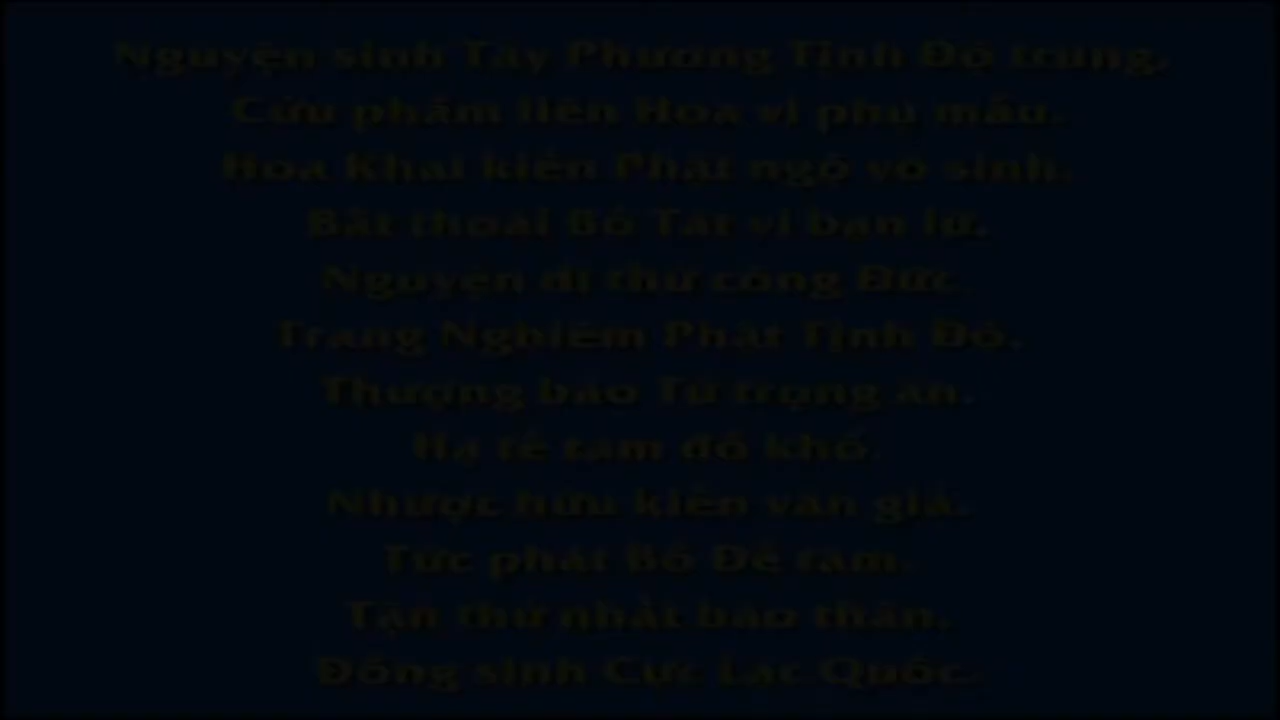 Nguyện sinh Tây Phương Tịnh Độ trung,
Cửu phẩm liên Hoa vi phụ mẫu.
Hoa Khai kiến Phật ngộ vô sinh,
Bất thoái Bồ Tát vi bạn lữ.
Nguyện dĩ thử công Đức,
Trang Nghiêm Phật Tịnh Độ.
Thượng báo Tứ trọng ân,
Hạ tế tam đồ khổ
Nhược hữu kiến văn giả,
Tức phát Bồ Đề tâm.
Tận thử nhất báo thân,
Đồng sinh Cực Lạc Quốc.